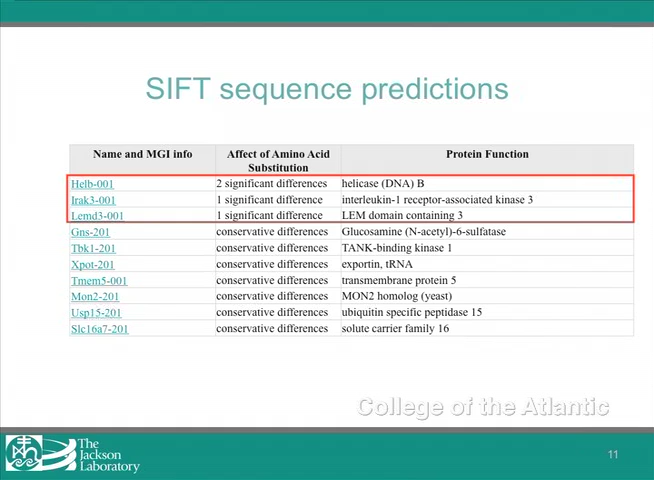 SIFT sequence predictions
Name and MGI info Affect of Amino Acid Substitution Protein Function
Helb-001 2 significant differences helicase (DNA) B
Irak3-001 1 significant difference interleukin-1 receptor-associated kinase 3
Lemd3-001 1 significant difference LEM domain containing 3
Gns-201 conservative differences Glucosamine (N-acetyl)-6-sulfatase
Tbk1-201 conservative differences TANK-binding kinase 1
Xpot-201 conservative differences exportin, tRNA
Tmem5-001 conservative differences transmembrane protein 5
Mon2-201 conservative differences MON2 homolog (yeast)
Usp15-201 conservative differences ubiquitin specific peptidase 15
Slc16a7-201 conservative differences solute carrier family 16
College of the Atlantic
The
Jackson
Laboratory
11